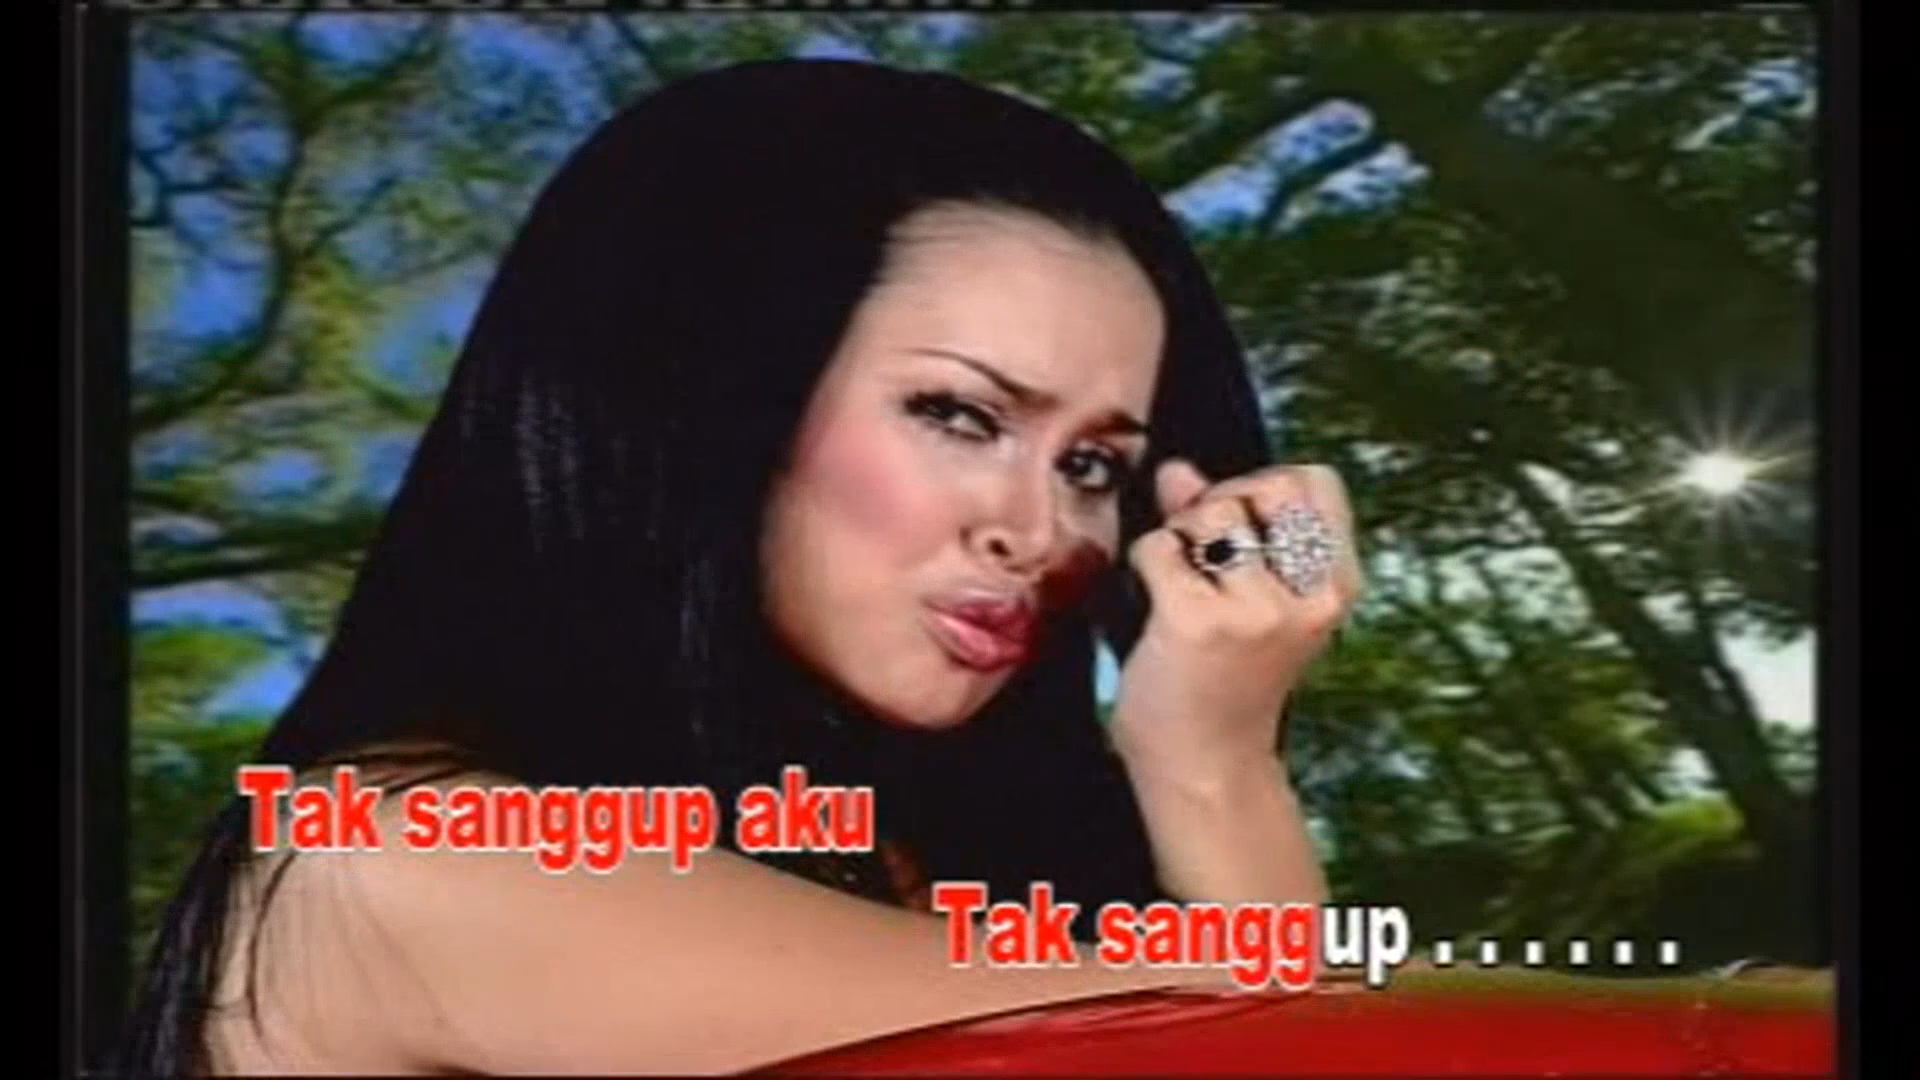 Tak sanggup aku
Tak sanggup . . . . . .